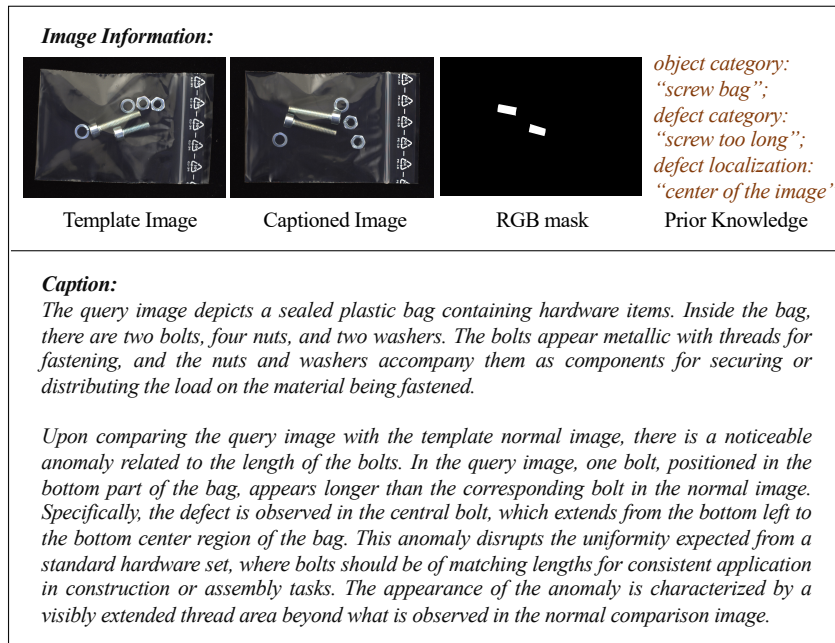 Image Information:
object category:
“screw bag”;
defect category:
“screw too long”;
defect localization:
“center of the image’
Template Image
Captioned Image
RGB mask
Prior Knowledge
Caption:
The query image depicts a sealed plastic bag containing hardware items. Inside the bag,
there are two bolts, four nuts, and two washers. The bolts appear metallic with threads for
fastening, and the nuts and washers accompany them as components for securing or
distributing the load on the material being fastened.
Upon comparing the query image with the template normal image, there is a noticeable
anomaly related to the length of the bolts. In the query image, one bolt, positioned in the
bottom part of the bag, appears longer than the corresponding bolt in the normal image.
Specifically, the defect is observed in the central bolt, which extends from the bottom left to
the bottom center region of the bag. This anomaly disrupts the uniformity expected from a
standard hardware set, where bolts should be of matching lengths for consistent application
in construction or assembly tasks. The appearance of the anomaly is characterized by a
visibly extended thread area beyond what is observed in the normal comparison image.